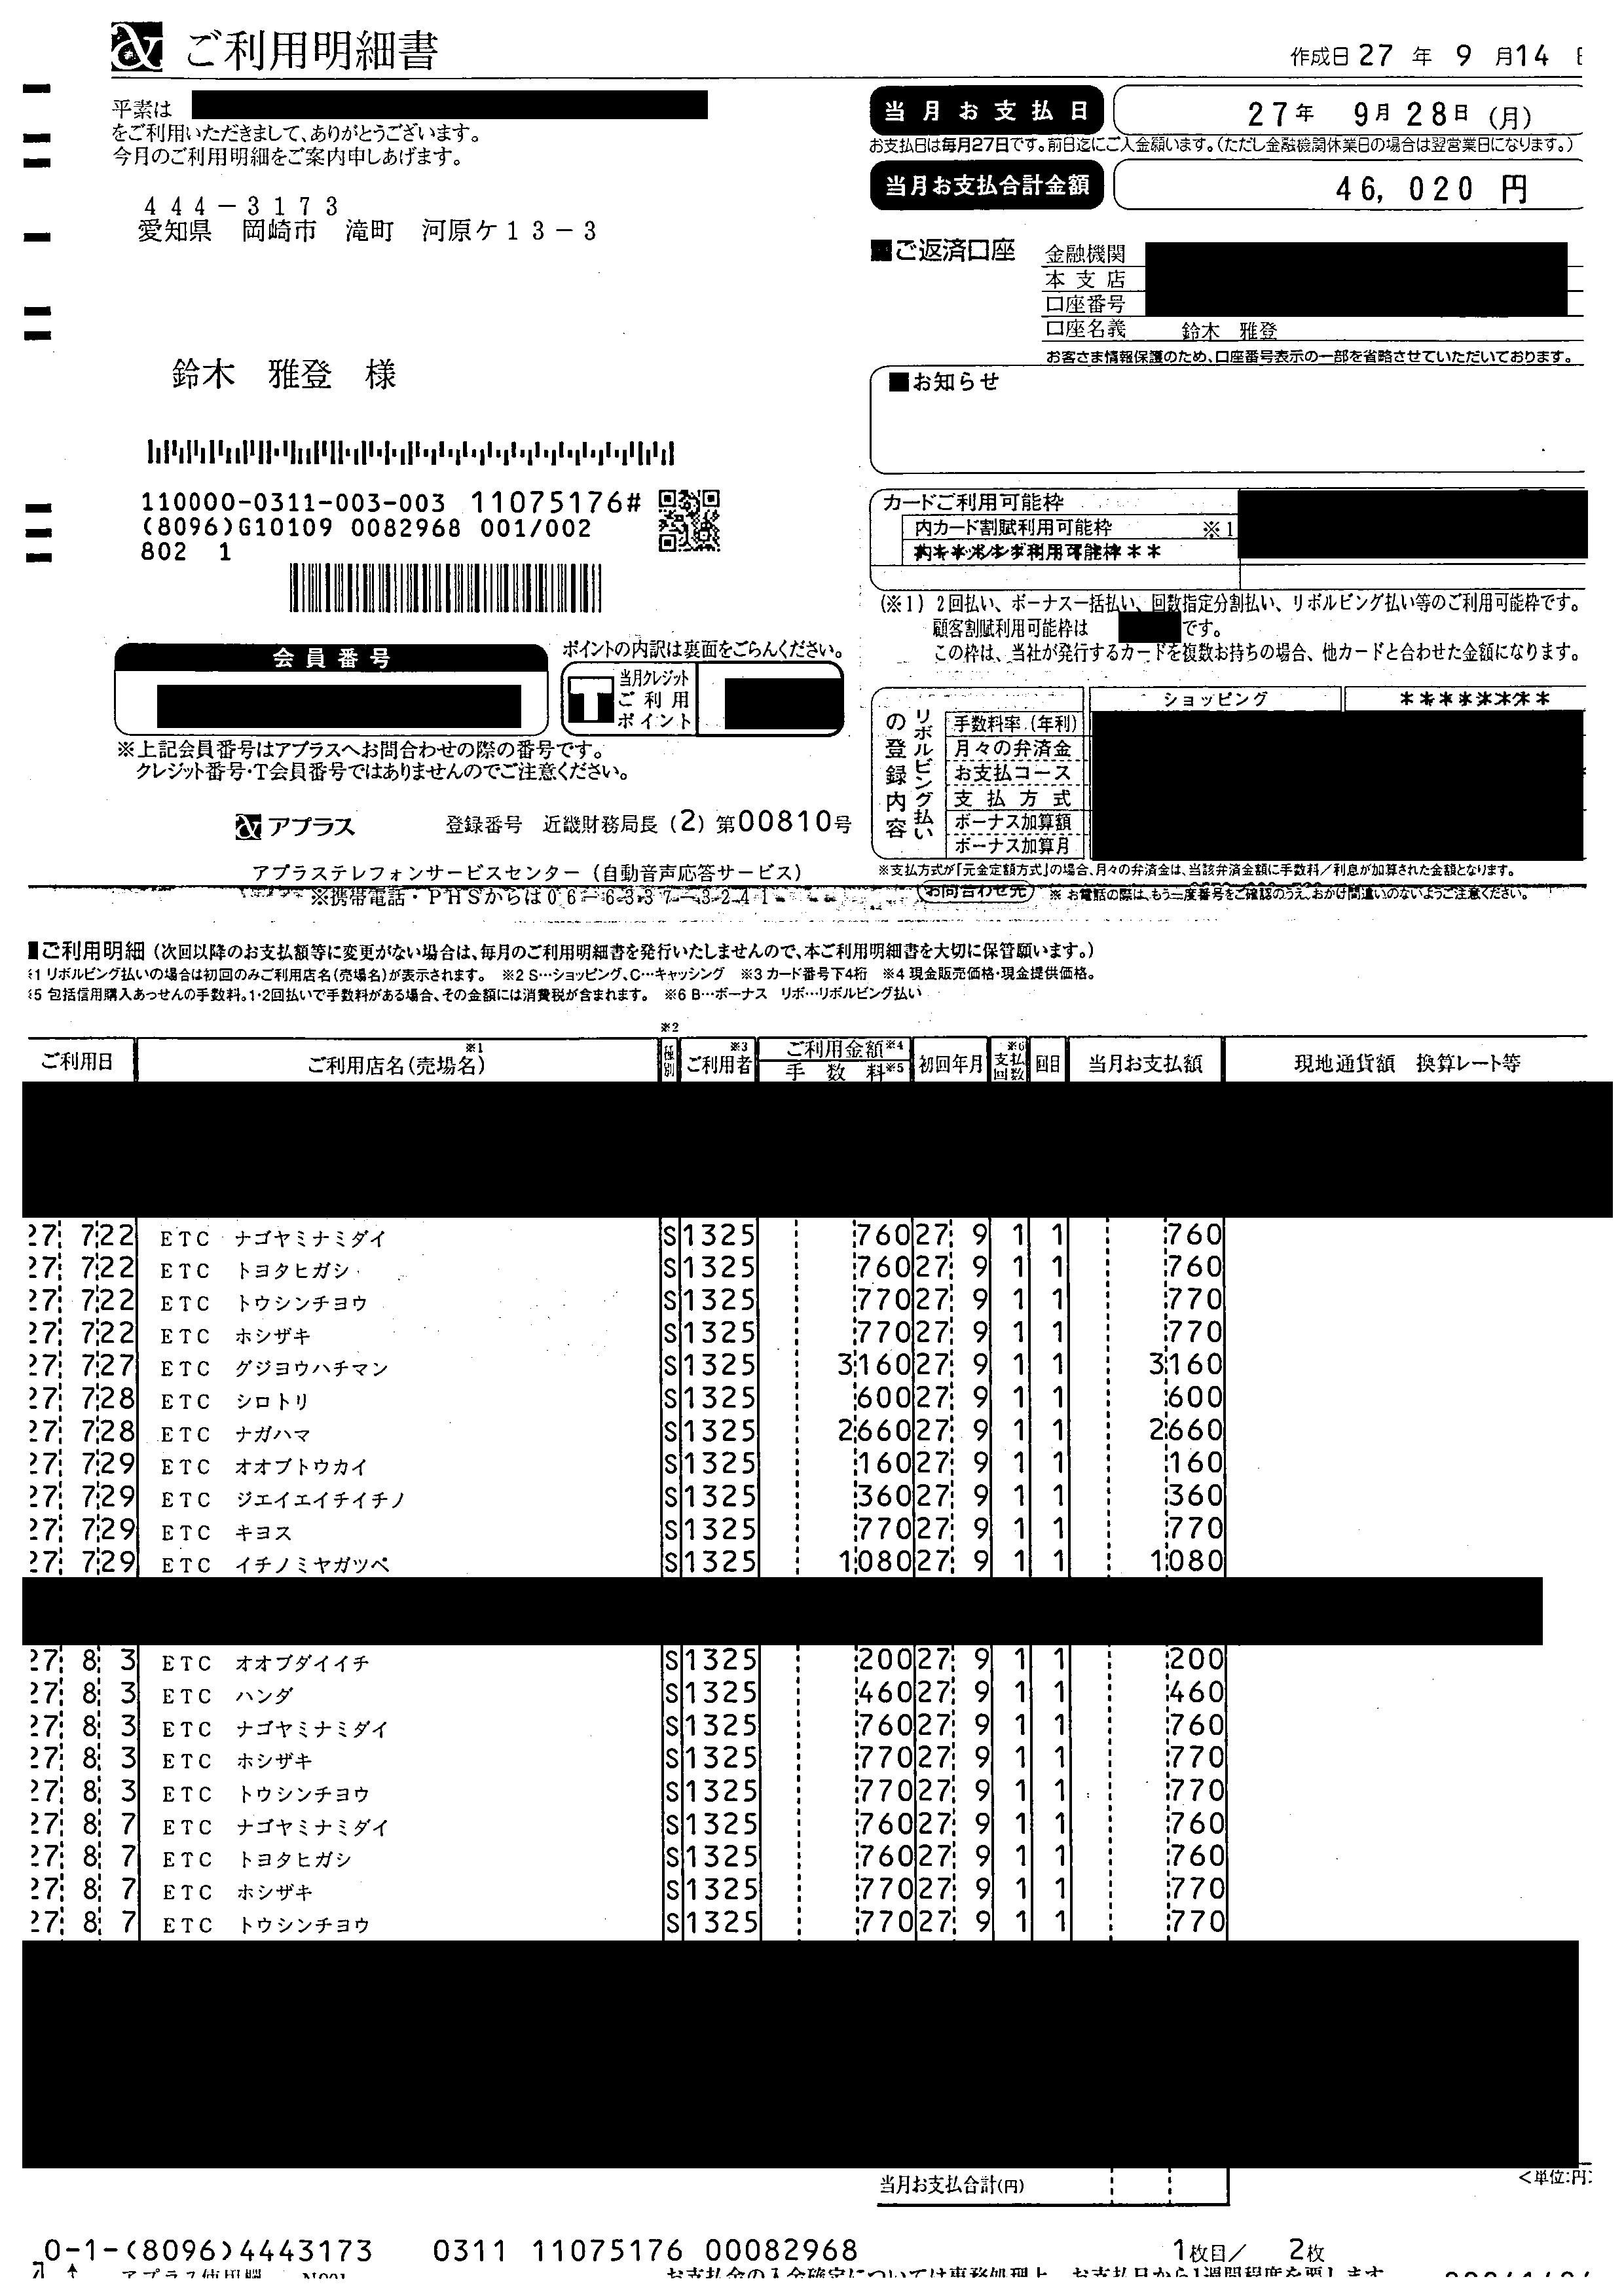 ご利用明細書
作成日 27 年 9 月 14 日
平素は
をご利用いただきまして、ありがとうございます。
今月のご利用明細をご案内申しあげます。
当月お支払日 27年 9月28日 (月)
お支払日は毎月27日です。前日迄にご入金願います。(ただし金融機関休業日の場合は翌営業日になります。)
当月お支払合計金額 46,020 円
444-3173
愛知県 岡崎市 滝町 河原ケ13-3
■ご返済口座
金融機関
本支店
口座番号
口座名義 鈴木 雅登
お客さま情報保護のため、口座番号表示の一部を省略させていただいております。
鈴木 雅登 様
■お知らせ
110000-0311-003-003 11075176#
(8096)G10109 0082968 001/002
802 1
カードご利用可能枠
内カード割賦利用可能枠 ※1
(※1) 2回払い、ボーナス一括払い、回数指定分割払い、リボルビング払い等のご利用可能枠です。
顧客割賦利用可能枠は です。
この枠は、当社が発行するカードを複数お持ちの場合、他カードと合わせた金額になります。
会員番号
ポイントの内訳は裏面をごらんください。
T 当月クレジットご利用ポイント
※上記会員番号はアプラスへお問合わせの際の番号です。
クレジット番号・T会員番号ではありませんのでご注意ください。
リボルビング払いの登録内容
ショッピング ********
手数料率(年利)
月々の弁済金
お支払コース
支払方式
ボーナス加算額
ボーナス加算月
※支払方式が「元金定額方式」の場合、月々の弁済金は、当該弁済金額に手数料/利息が加算された金額となります。
アプラス 登録番号 近畿財務局長 (2) 第00810号
アプラステレフォンサービスセンター (自動音声応答サービス)
※携帯電話・PHSからは06-6337-3241
お問合わせ先 ※ お電話の際は、もう一度番号をご確認のうえ、おかけ間違いのないようご注意ください。
■ご利用明細 (次回以降のお支払額等に変更がない場合は、毎月のご利用明細書を発行いたしませんので、本ご利用明細書を大切に保管願います。)
※1 リボルビング払いの場合は初回のみご利用店名(売場名)が表示されます。 ※2 S…ショッピング、C…キャッシング ※3 カード番号下4桁 ※4 現金販売価格・現金提供価格。
※5 包括信用購入あっせんの手数料。1・2回払いで手数料がある場合、その金額には消費税が含まれます。 ※6 B…ボーナス リボ…リボルビング払い
ご利用日 ご利用店名(売場名)※1 種別※2 ご利用者※3 ご利用金額※4 手数料※5 初回年月 支払回数※6 回目 当月お支払額 現地通貨額 換算レート等
27 7 22 ETC ナゴヤミナミダイ S 1325 760 27 9 1 1 760
27 7 22 ETC トヨタヒガシ S 1325 760 27 9 1 1 760
27 7 22 ETC トウシンチヨウ S 1325 770 27 9 1 1 770
27 7 22 ETC ホシザキ S 1325 770 27 9 1 1 770
27 7 27 ETC グジヨウハチマン S 1325 3160 27 9 1 1 3160
27 7 28 ETC シロトリ S 1325 600 27 9 1 1 600
27 7 28 ETC ナガハマ S 1325 2660 27 9 1 1 2660
27 7 29 ETC オオブトウカイ S 1325 160 27 9 1 1 160
27 7 29 ETC ジエイエイチイチノ S 1325 360 27 9 1 1 360
27 7 29 ETC キヨス S 1325 770 27 9 1 1 770
27 7 29 ETC イチノミヤガツペ S 1325 1080 27 9 1 1 1080
27 8 3 ETC オオブダイイチ S 1325 200 27 9 1 1 200
27 8 3 ETC ハンダ S 1325 460 27 9 1 1 460
27 8 3 ETC ナゴヤミナミダイ S 1325 760 27 9 1 1 760
27 8 3 ETC ホシザキ S 1325 770 27 9 1 1 770
27 8 3 ETC トウシンチヨウ S 1325 770 27 9 1 1 770
27 8 7 ETC ナゴヤミナミダイ S 1325 760 27 9 1 1 760
27 8 7 ETC トヨタヒガシ S 1325 760 27 9 1 1 760
27 8 7 ETC ホシザキ S 1325 770 27 9 1 1 770
27 8 7 ETC トウシンチヨウ S 1325 770 27 9 1 1 770
当月お支払合計(円)
<単位:円>
0-1-(8096)4443173 0311 11075176 00082968 1枚目/ 2枚
お支払金の入金確定については事務処理上、お支払日から1週間程度を要します